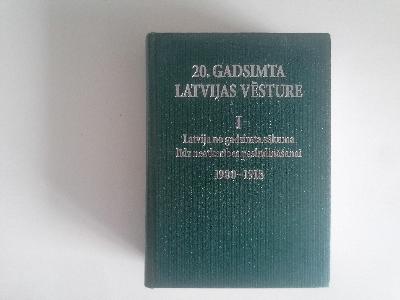 20. GADSIMTA
LATVIJAS VĒSTURE
I
Latvija no gadsimta sākuma
līdz neatkarības pasludināšanai
1900–1918